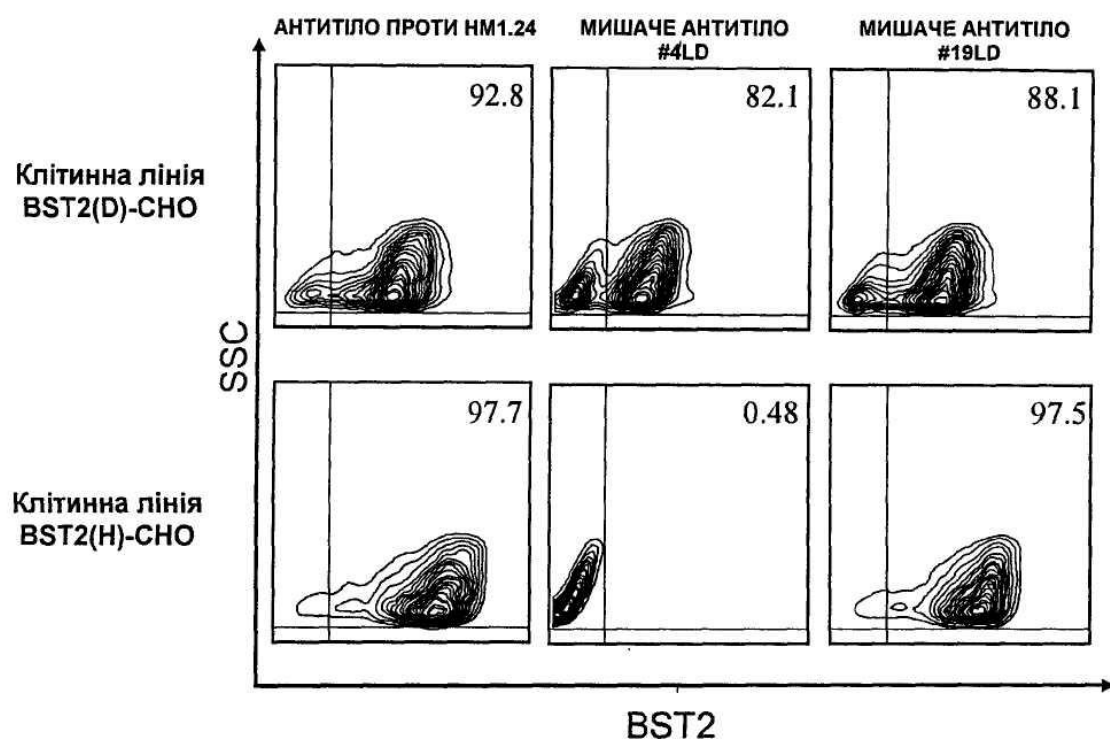 АНТИТІЛО ПРОТИ HM1.24
МИШАЧЕ АНТИТІЛО
#4LD
МИШАЧЕ АНТИТІЛО
#19LD
Клітинна лінія
BST2(D)-CHO
92.8
82.1
88.1
SSC
Клітинна лінія
BST2(H)-CHO
97.7
0.48
97.5
BST2